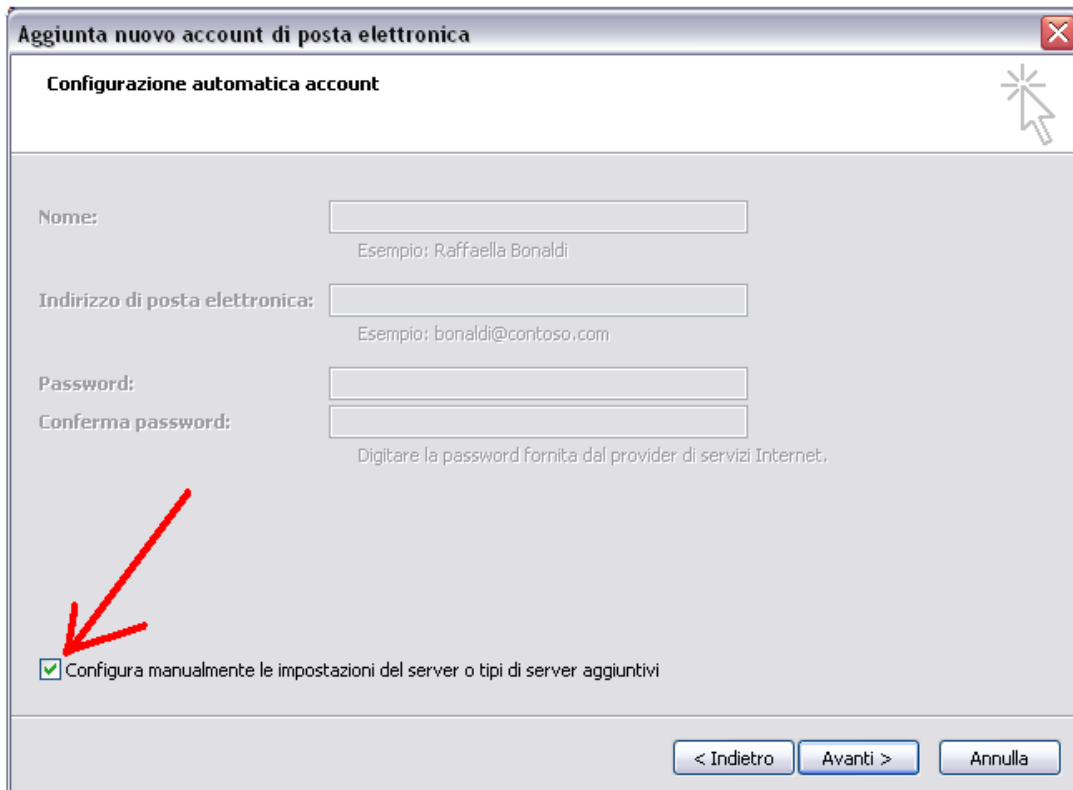 Aggiunta nuovo account di posta elettronica
Configurazione automatica account
Nome:
Esempio: Raffaella Bonaldi
Indirizzo di posta elettronica:
Esempio: bonaldi@contoso.com
Password:
Conferma password:
Digitare la password fornita dal provider di servizi Internet.
Configura manualmente le impostazioni del server o tipi di server aggiuntivi
< Indietro Avanti > Annulla